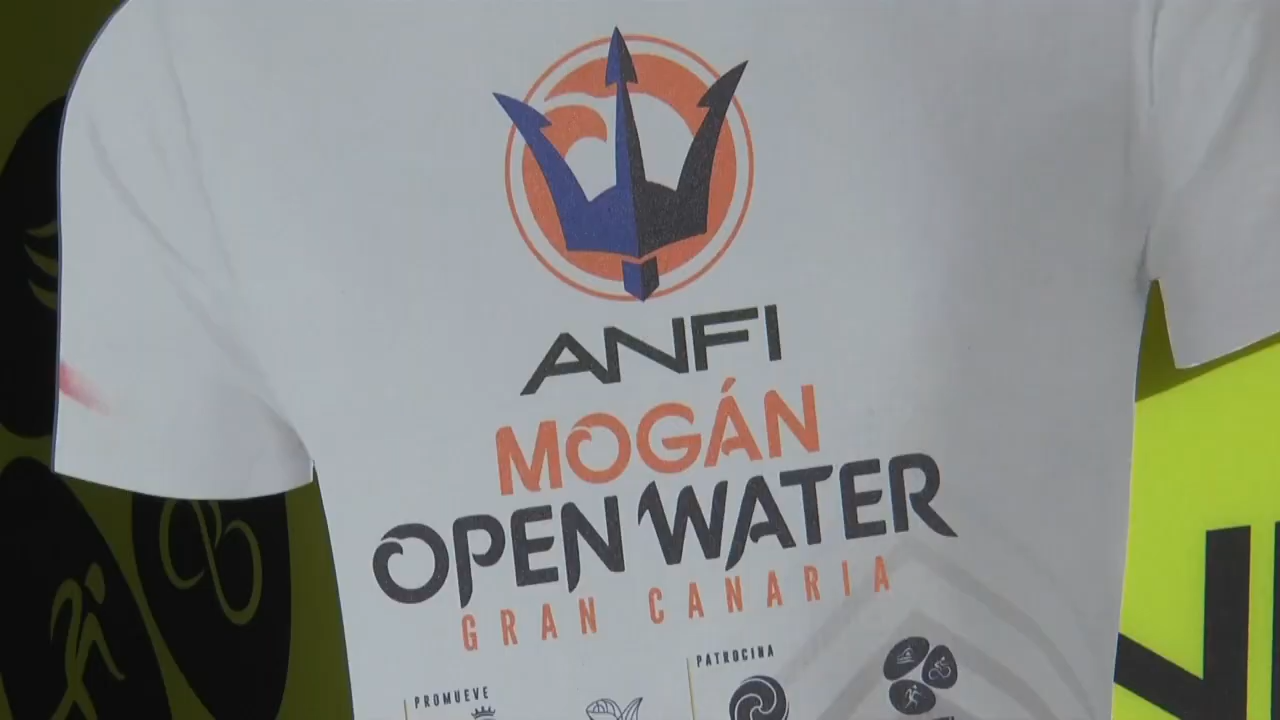 ANFI
MOGÁN
OPEN WATER
GRAN CANARIA
PATROCINA
PROMUEVE